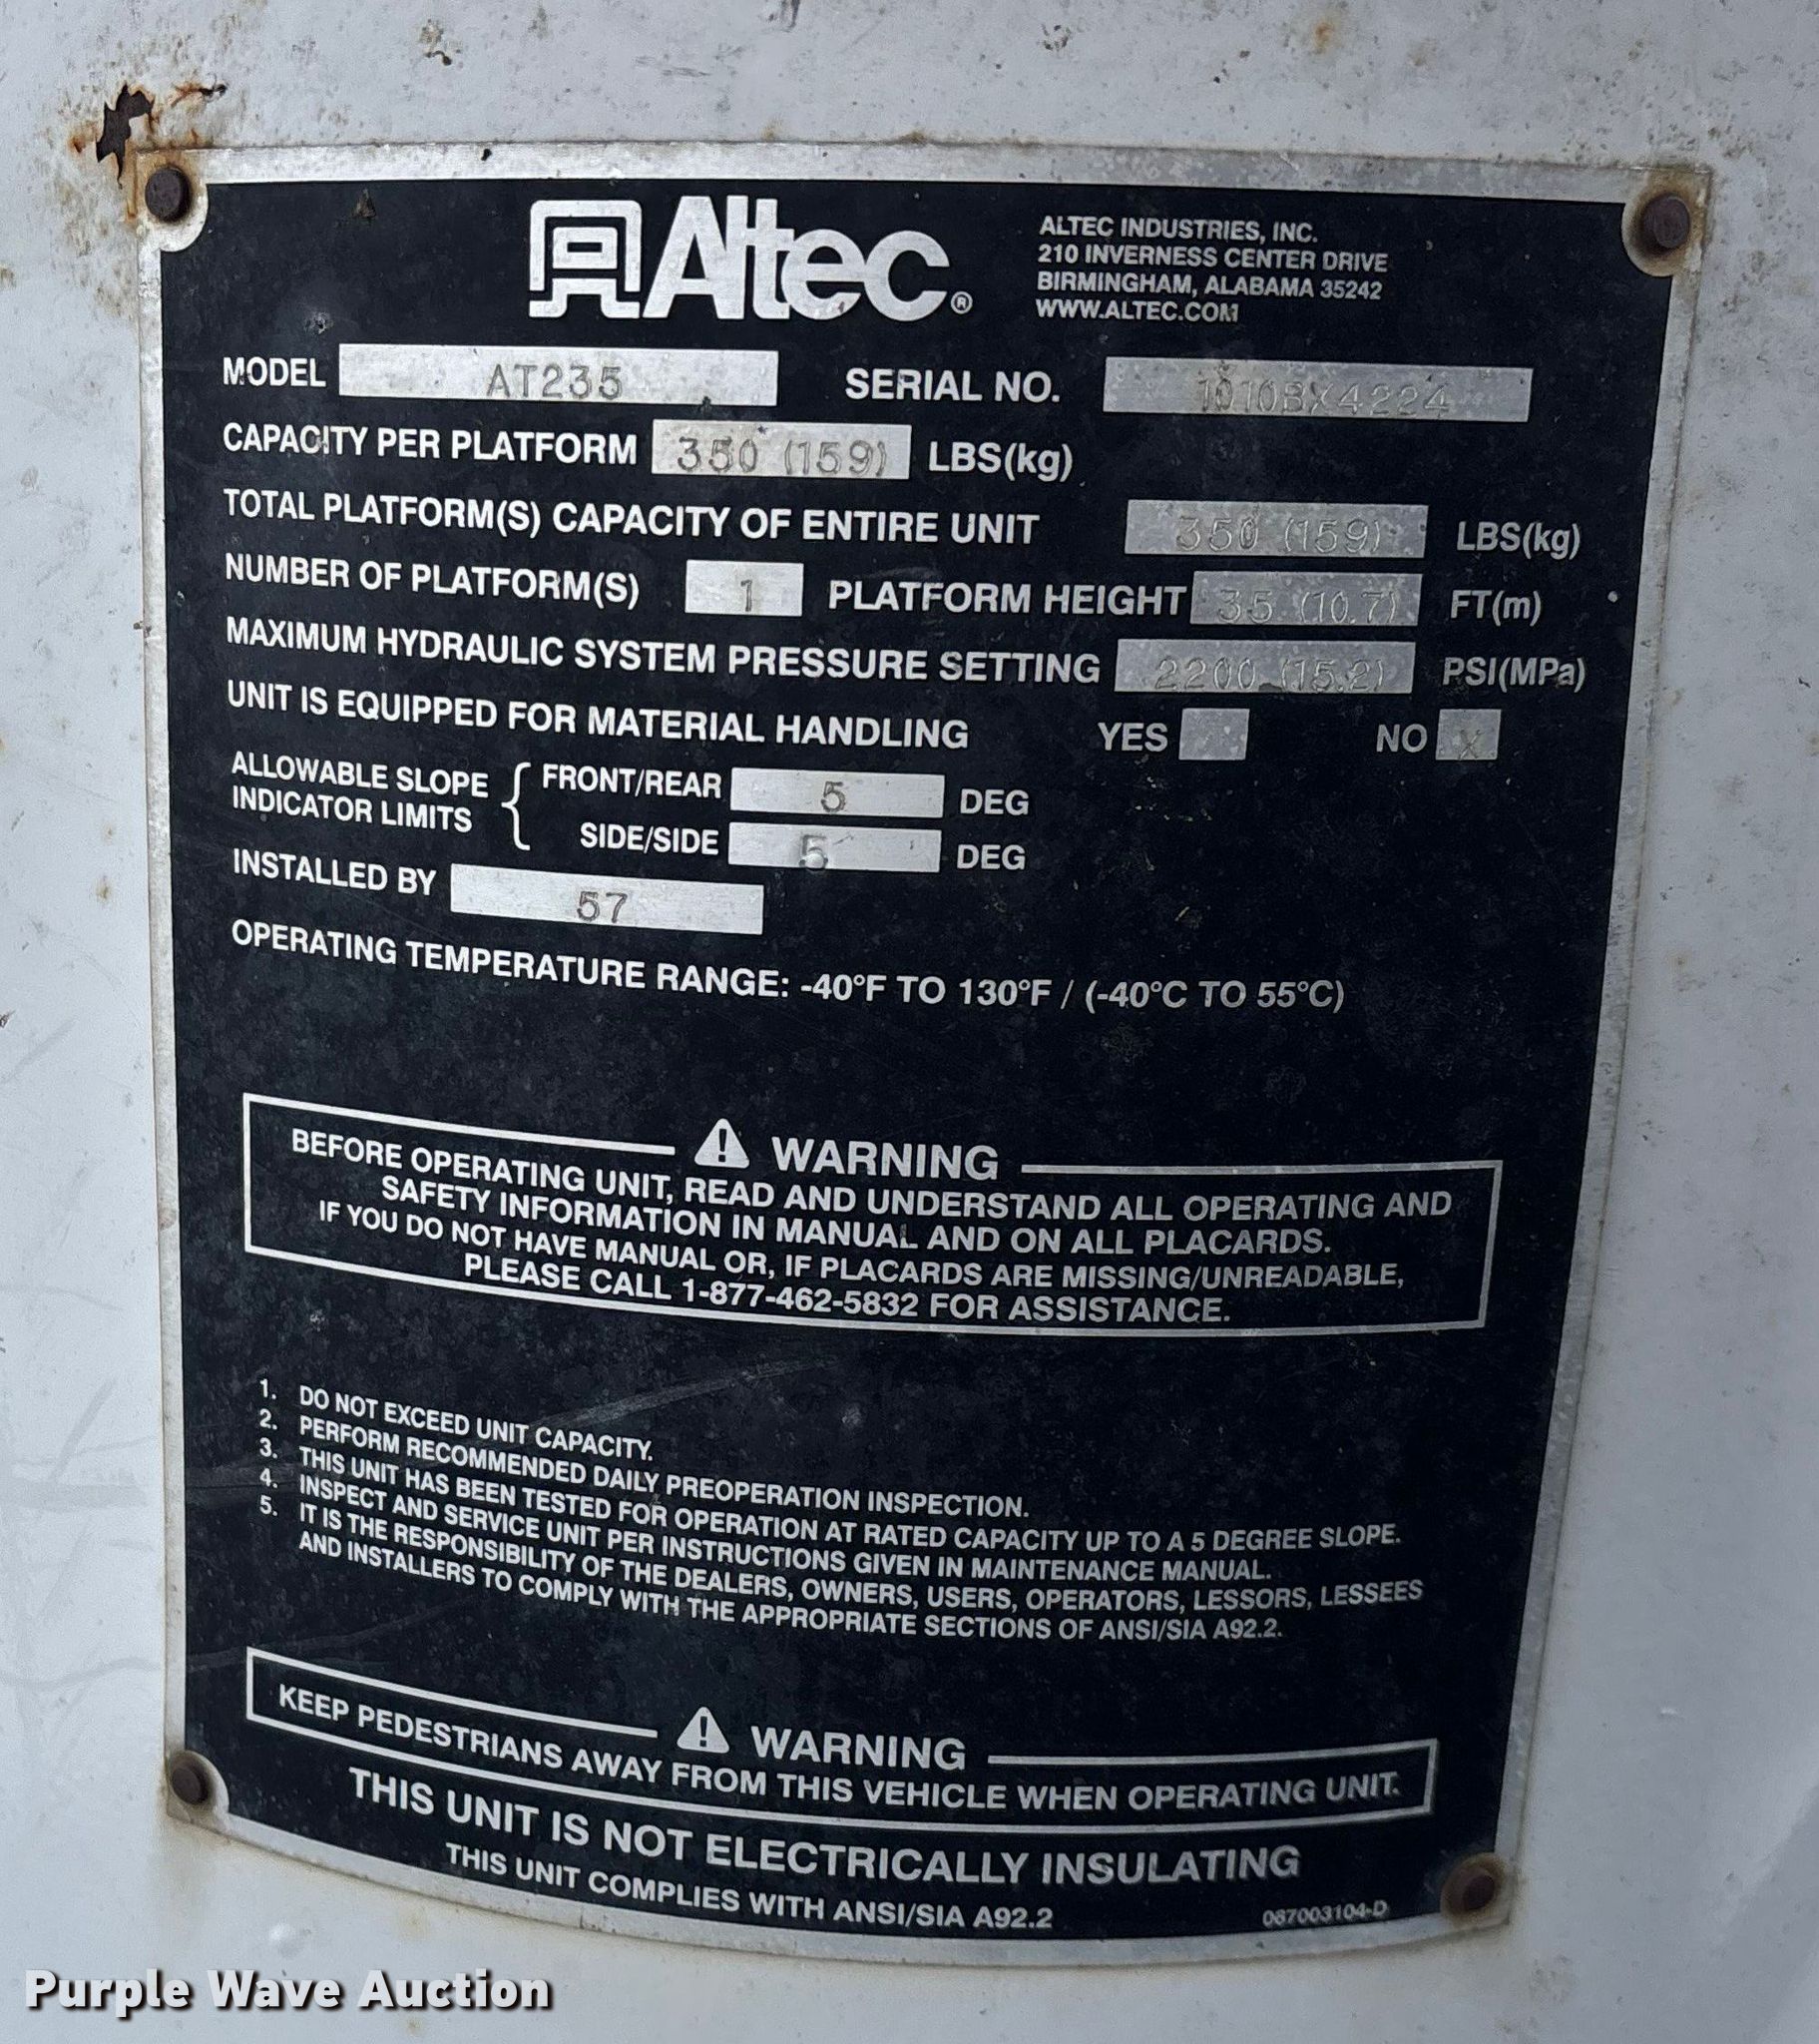 Altec®
ALTEC INDUSTRIES, INC.
210 INVERNESS CENTER DRIVE
BIRMINGHAM, ALABAMA 35242
WWW.ALTEC.COM
MODEL AT235 SERIAL NO. 1010BX4224
CAPACITY PER PLATFORM 350 (159) LBS(kg)
TOTAL PLATFORM(S) CAPACITY OF ENTIRE UNIT 350 (159) LBS(kg)
NUMBER OF PLATFORM(S) 1 PLATFORM HEIGHT 35 (10.7) FT(m)
MAXIMUM HYDRAULIC SYSTEM PRESSURE SETTING 2200 (15.2) PSI(MPa)
UNIT IS EQUIPPED FOR MATERIAL HANDLING YES NO X
ALLOWABLE SLOPE INDICATOR LIMITS
FRONT/REAR 5 DEG
SIDE/SIDE 5 DEG
INSTALLED BY 57
OPERATING TEMPERATURE RANGE: -40°F TO 130°F / (-40°C TO 55°C)
WARNING
BEFORE OPERATING UNIT, READ AND UNDERSTAND ALL OPERATING AND
SAFETY INFORMATION IN MANUAL AND ON ALL PLACARDS.
IF YOU DO NOT HAVE MANUAL OR, IF PLACARDS ARE MISSING/UNREADABLE,
PLEASE CALL 1-877-462-5832 FOR ASSISTANCE.
1. DO NOT EXCEED UNIT CAPACITY.
2. PERFORM RECOMMENDED DAILY PREOPERATION INSPECTION.
3. THIS UNIT HAS BEEN TESTED FOR OPERATION AT RATED CAPACITY UP TO A 5 DEGREE SLOPE.
4. INSPECT AND SERVICE UNIT PER INSTRUCTIONS GIVEN IN MAINTENANCE MANUAL.
5. IT IS THE RESPONSIBILITY OF THE DEALERS, OWNERS, USERS, OPERATORS, LESSORS, LESSEES
AND INSTALLERS TO COMPLY WITH THE APPROPRIATE SECTIONS OF ANSI/SIA A92.2.
WARNING
KEEP PEDESTRIANS AWAY FROM THIS VEHICLE WHEN OPERATING UNIT.
THIS UNIT IS NOT ELECTRICALLY INSULATING
THIS UNIT COMPLIES WITH ANSI/SIA A92.2
087003104-D
Purple Wave Auction